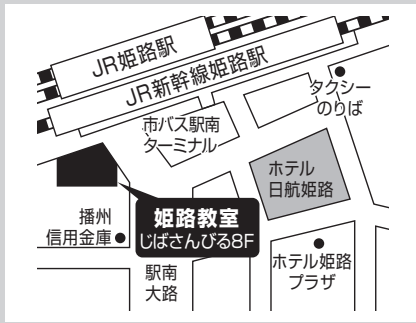 JR姫路駅
JR新幹線姫路駅
タクシー
のりば
市バス駅南
ターミナル
ホテル
日航姫路
播州
信用金庫
姫路教室
じばさんびる8F
駅南
大路
ホテル姫路
プラザ